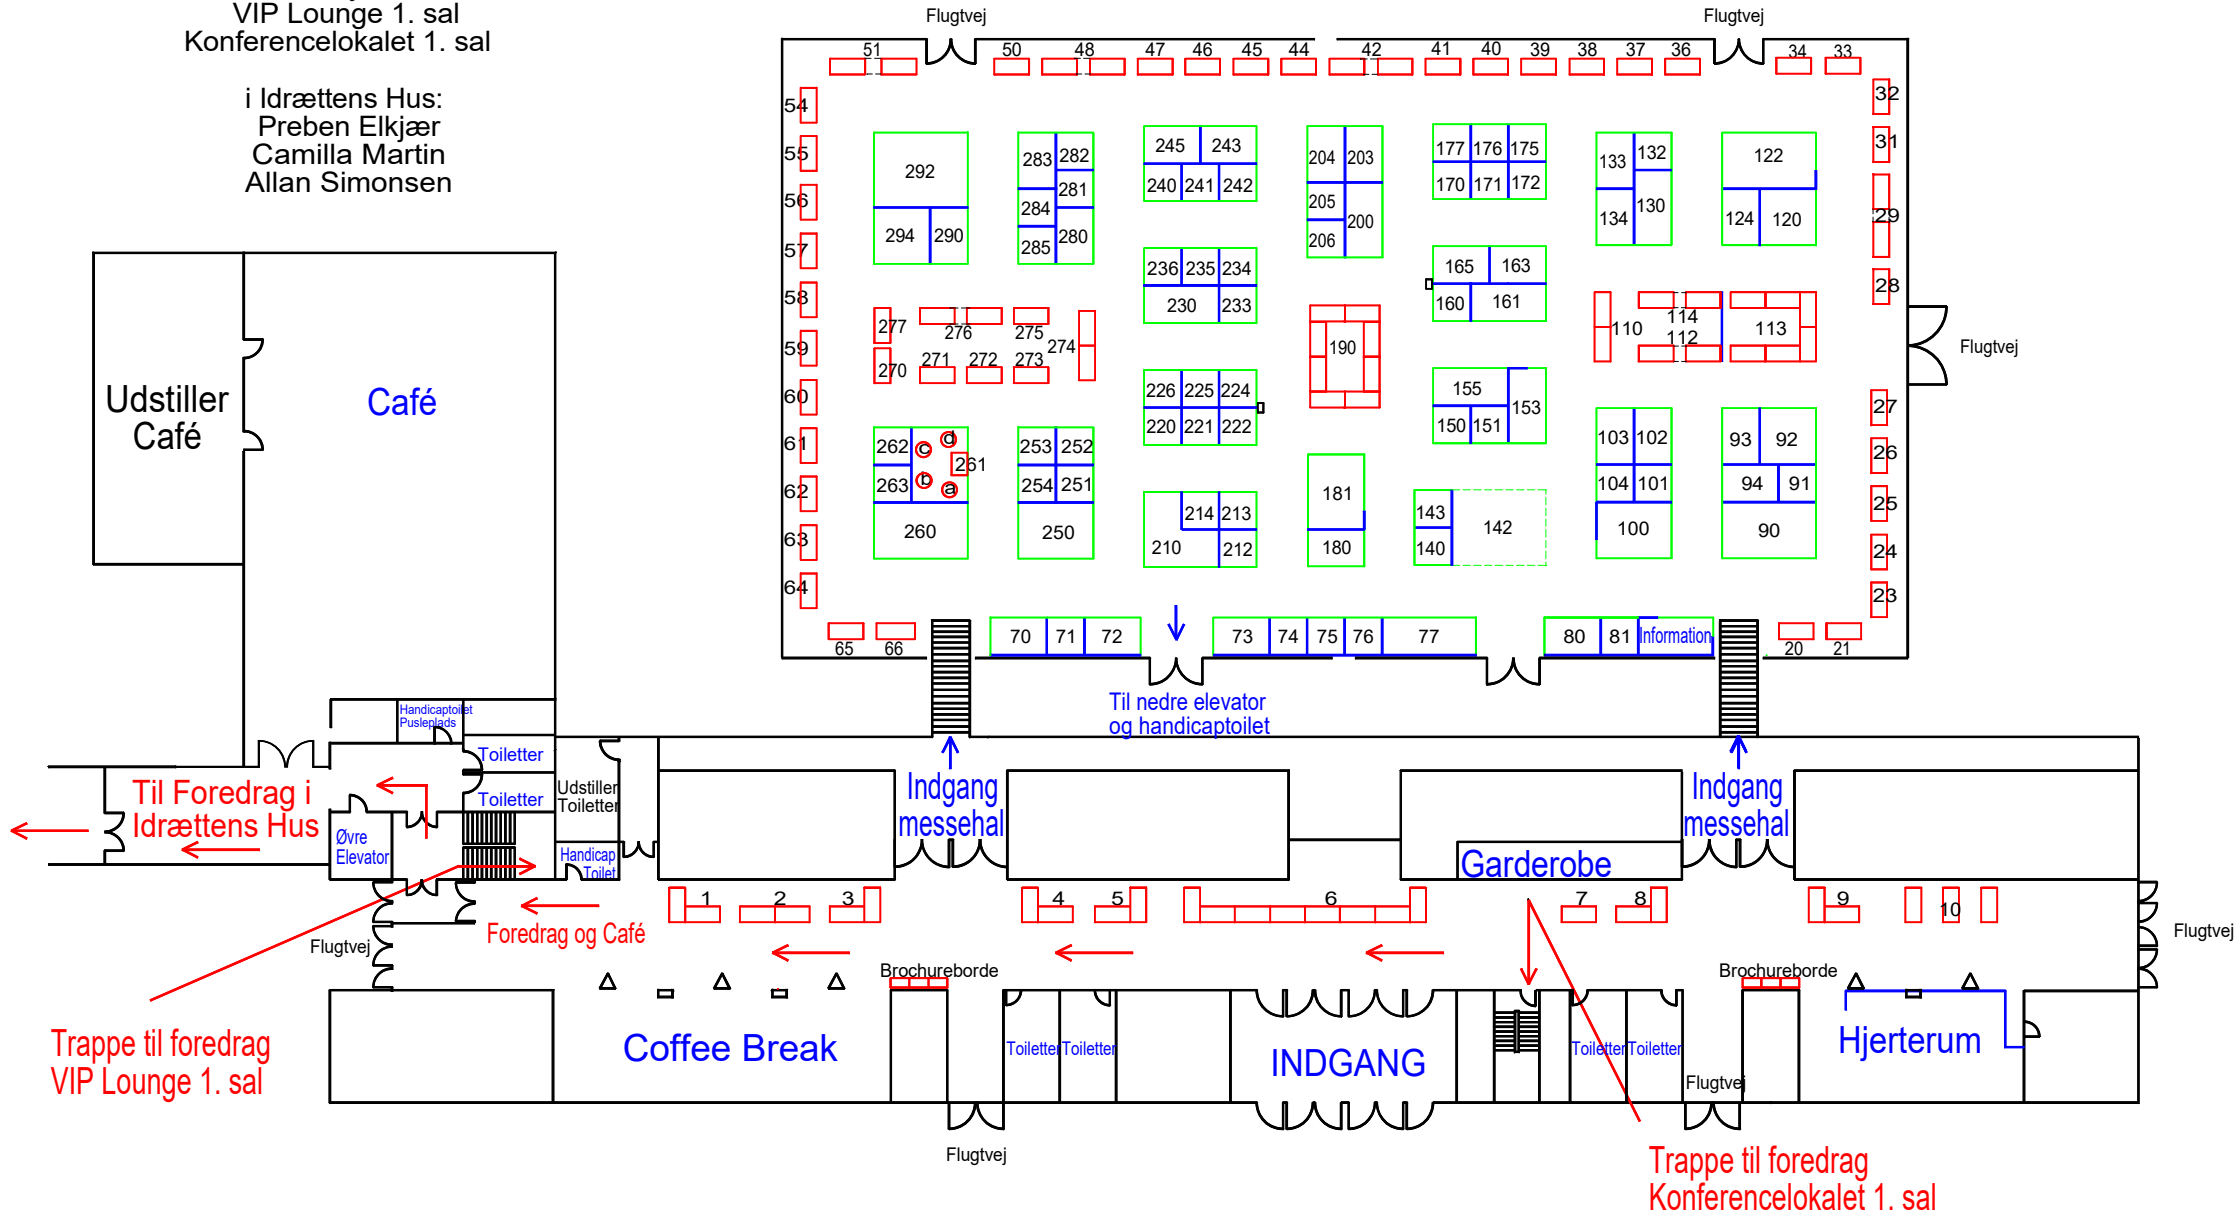 VIP Lounge 1. sal
Konferencelokalet 1. sal
i Idrættens Hus:
Preben Elkjær
Camilla Martin
Allan Simonsen
Flugtvej
Flugtvej
51 50 48 47 46 45 44 42 41 40 39 38 37 36 34 33
54 32
55 31
56 29
57 28
58
59
60 27
61 26
62 25
63 24
64 23
292 283 282 245 243 204 203 177 176 175 133 132 122
281 240 241 242 170 171 172
284 205 200 134 130 124 120
294 290 285 280 206
236 235 234 165 163
230 233 160 161
277 276 275 274 190 110 114 113
112
270 271 272 273
Flugtvej
226 225 224 155 153
220 221 222 150 151
262 c d 261 253 252 103 102 93 92
263 b a 254 251 181 104 101 94 91
214 213 143 142
260 250 210 212 180 140 100 90
65 66 70 71 72 73 74 75 76 77 80 81 Information 20 21
Udstiller
Café
Café
Til nedre elevator
og handicaptoilet
Handicaptoilet
Pusleplads
Toiletter
Toiletter
Udstiller
Toiletter
Handicap
Toilet
Til Foredrag i
Idrættens Hus
Øvre
Elevator
Indgang
messehal
Indgang
messehal
Garderobe
1 2 3 4 5 6 7 8 9 10
Foredrag og Café
Flugtvej
Flugtvej
Brochureborde
Brochureborde
Trappe til foredrag
VIP Lounge 1. sal
Coffee Break
Toiletter
Toiletter
INDGANG
Toiletter
Toiletter
Flugtvej
Hjerterum
Flugtvej
Trappe til foredrag
Konferencelokalet 1. sal